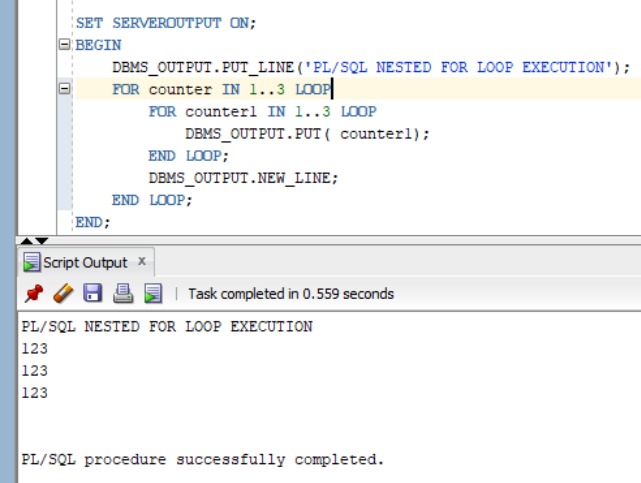 SET SERVEROUTPUT ON;
BEGIN
DBMS_OUTPUT.PUT_LINE('PL/SQL NESTED FOR LOOP EXECUTION');
FOR counter IN 1..3 LOOP
FOR counter1 IN 1..3 LOOP
DBMS_OUTPUT.PUT( counter1);
END LOOP;
DBMS_OUTPUT.NEW_LINE;
END LOOP;
END;
Script Output x
Task completed in 0.559 seconds
PL/SQL NESTED FOR LOOP EXECUTION
123
123
123
PL/SQL procedure successfully completed.